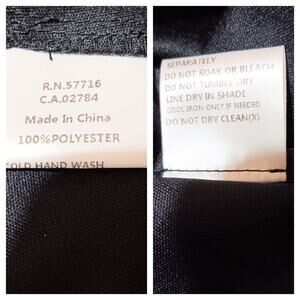 R.N.57716
C.A.02784
Made In China
100%POLYESTER
COLD HAND WASH
SEPARATELY
DO NOT SOAK OR BLEACH
DO NOT TUMBLE DRY
LINE DRY IN SHADE
COOL IRON ONLY IF NEEDED
DO NOT DRY CLEAN(X)